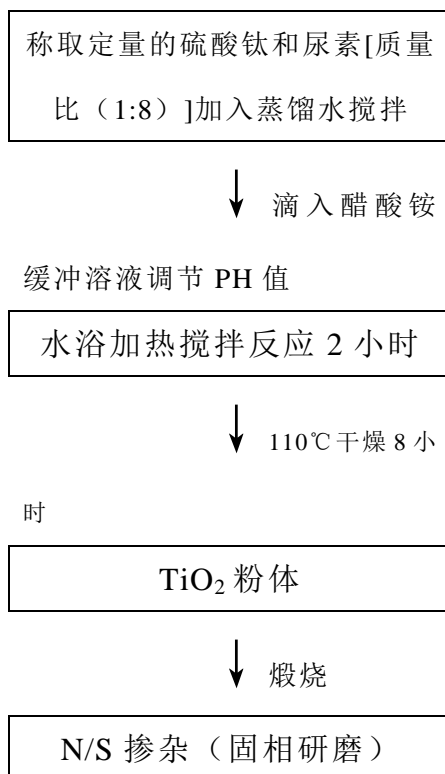 称取定量的硫酸钛和尿素[质量
比（1:8）]加入蒸馏水搅拌
滴入醋酸铵
缓冲溶液调节 PH 值
水浴加热搅拌反应 2 小时
110℃干燥 8 小
时
TiO₂ 粉体
煅烧
N/S 掺杂（固相研磨）